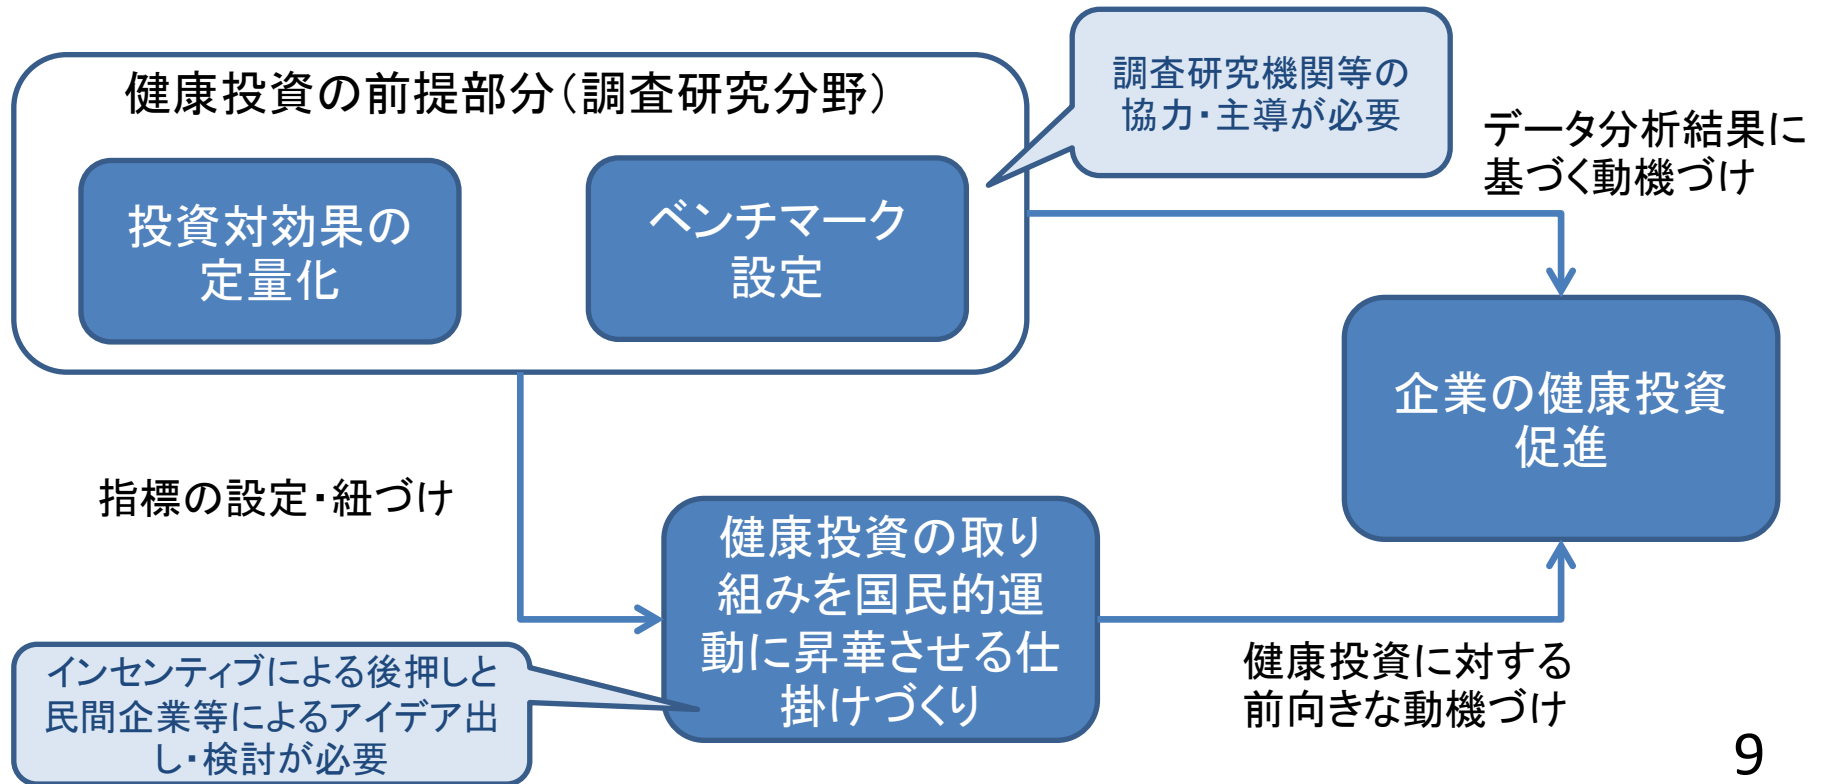 健康投資の前提部分(調査研究分野)
投資対効果の
定量化
ベンチマーク
設定
調査研究機関等の
協力・主導が必要
データ分析結果に
基づく動機づけ
企業の健康投資
促進
指標の設定・紐づけ
健康投資の取り
組みを国民的運
動に昇華させる仕
掛けづくり
インセンティブによる後押しと
民間企業等によるアイデア出
し・検討が必要
健康投資に対する
前向きな動機づけ
9